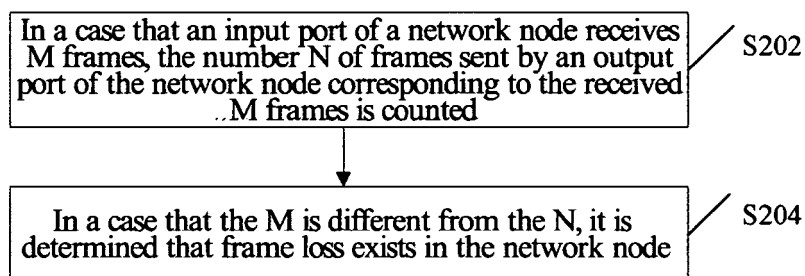 In a case that an input port of a network node receives
M frames, the number N of frames sent by an output
port of the network node corresponding to the received
..M frames is counted
S202
In a case that the M is different from the N, it is
determined that frame loss exists in the network node
S204